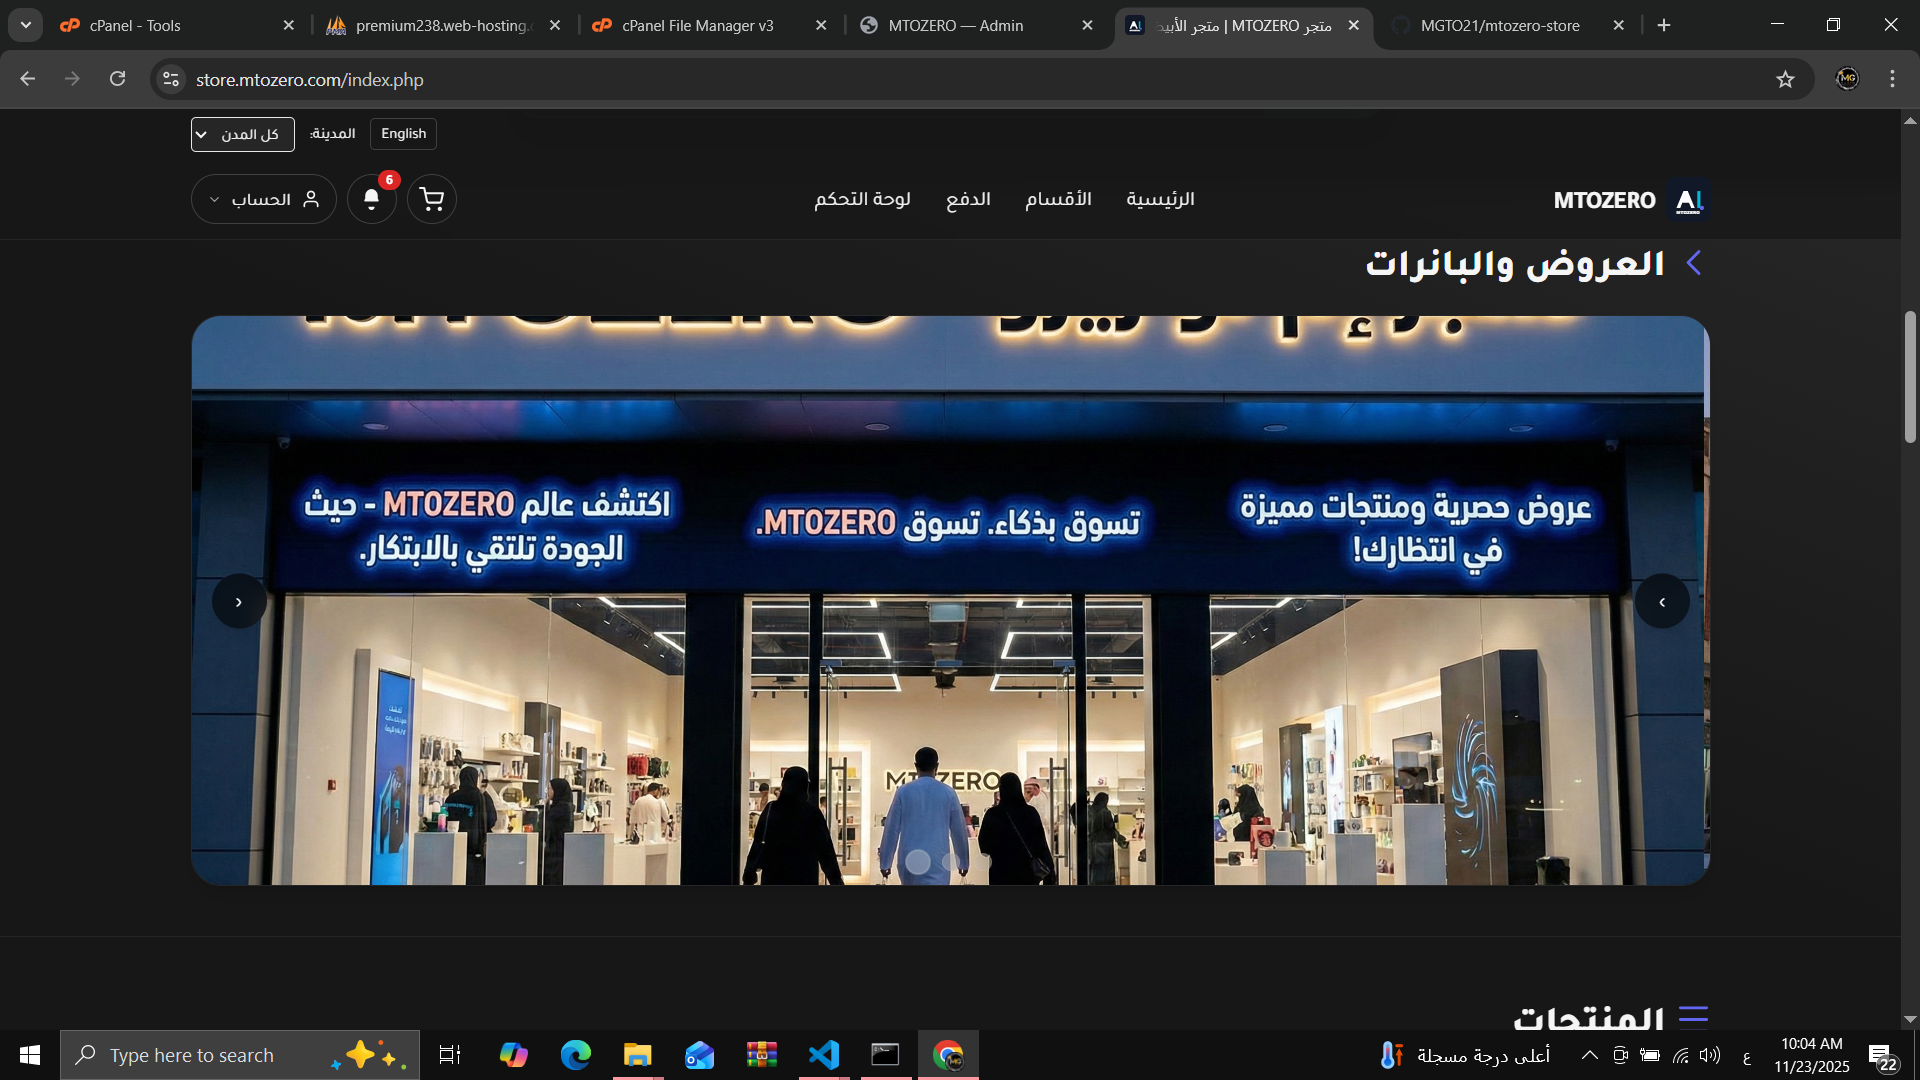 cPanel - Tools
premium238.web-hosting.
cPanel File Manager v3
MTOZERO — Admin
متجر MTOZERO | متجر الأبيض
MGTO21/mtozero-store
store.mtozero.com/index.php
English
المدينة:
كل المدن
MTOZERO
الرئيسية
الأقسام
الدفع
لوحة التحكم
6
الحساب
العروض والبانرات
عروض حصرية ومنتجات مميزة
في انتظارك!
تسوق بذكاء. تسوق MTOZERO.
اكتشف عالم MTOZERO - حيث
الجودة تلتقي بالابتكار.
MTOZERO
المنتجات
Type here to search
أعلى درجة مسجلة
ع
10:04 AM
11/23/2025
22